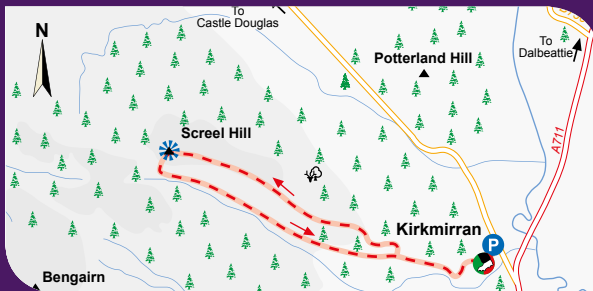 To
Castle Douglas
N
To
Dalbeattie
Potterland Hill
A711
Screel Hill
Kirkmirran
P
Bengairn